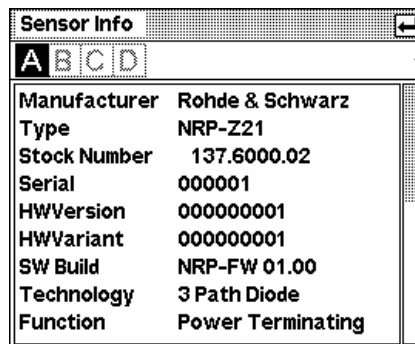 Sensor Info
A B C D
Manufacturer Rohde & Schwarz
Type NRP-Z21
Stock Number 137.6000.02
Serial 000001
HWVersion 000000001
HWVariant 000000001
SW Build NRP-FW 01.00
Technology 3 Path Diode
Function Power Terminating